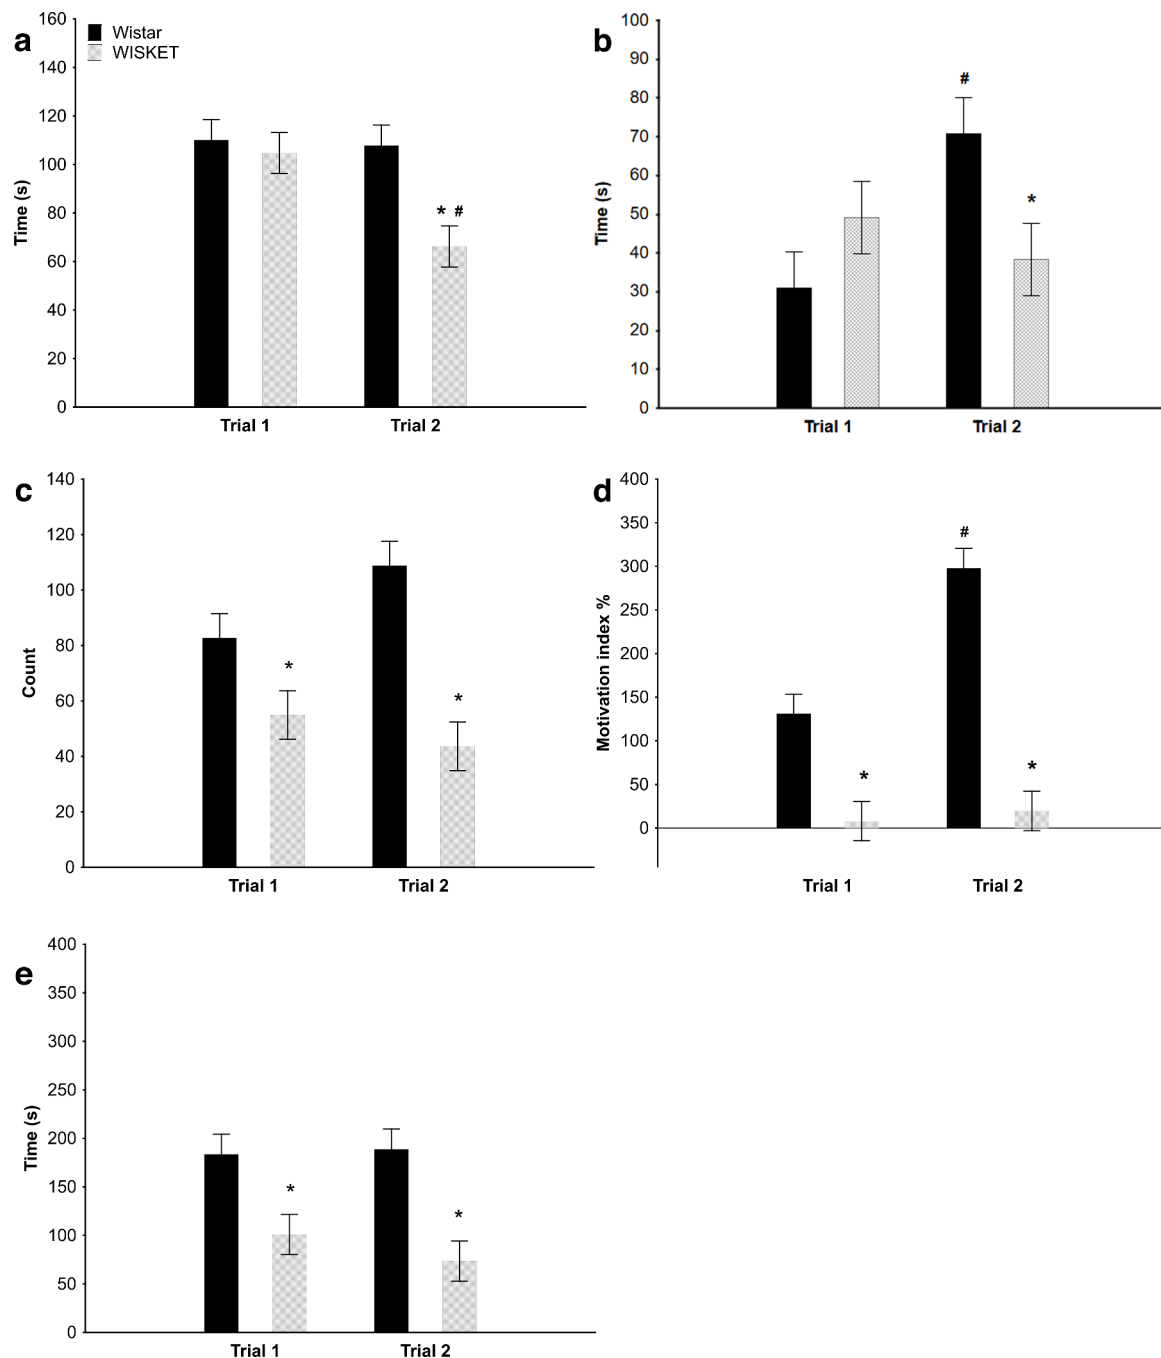 a
160
140
120
100
80
60
40
20
0
Time (s)
Wistar
WISKET
* #
Trial 1
Trial 2
b
100
90
80
70
60
50
40
30
20
10
0
Time (s)
#
*
Trial 1
Trial 2
c
140
120
100
80
60
40
20
0
Count
*
*
Trial 1
Trial 2
d
400
350
300
250
200
150
100
50
0
Motivation index %
#
*
*
Trial 1
Trial 2
e
400
350
300
250
200
150
100
50
0
Time (s)
*
*
Trial 1
Trial 2